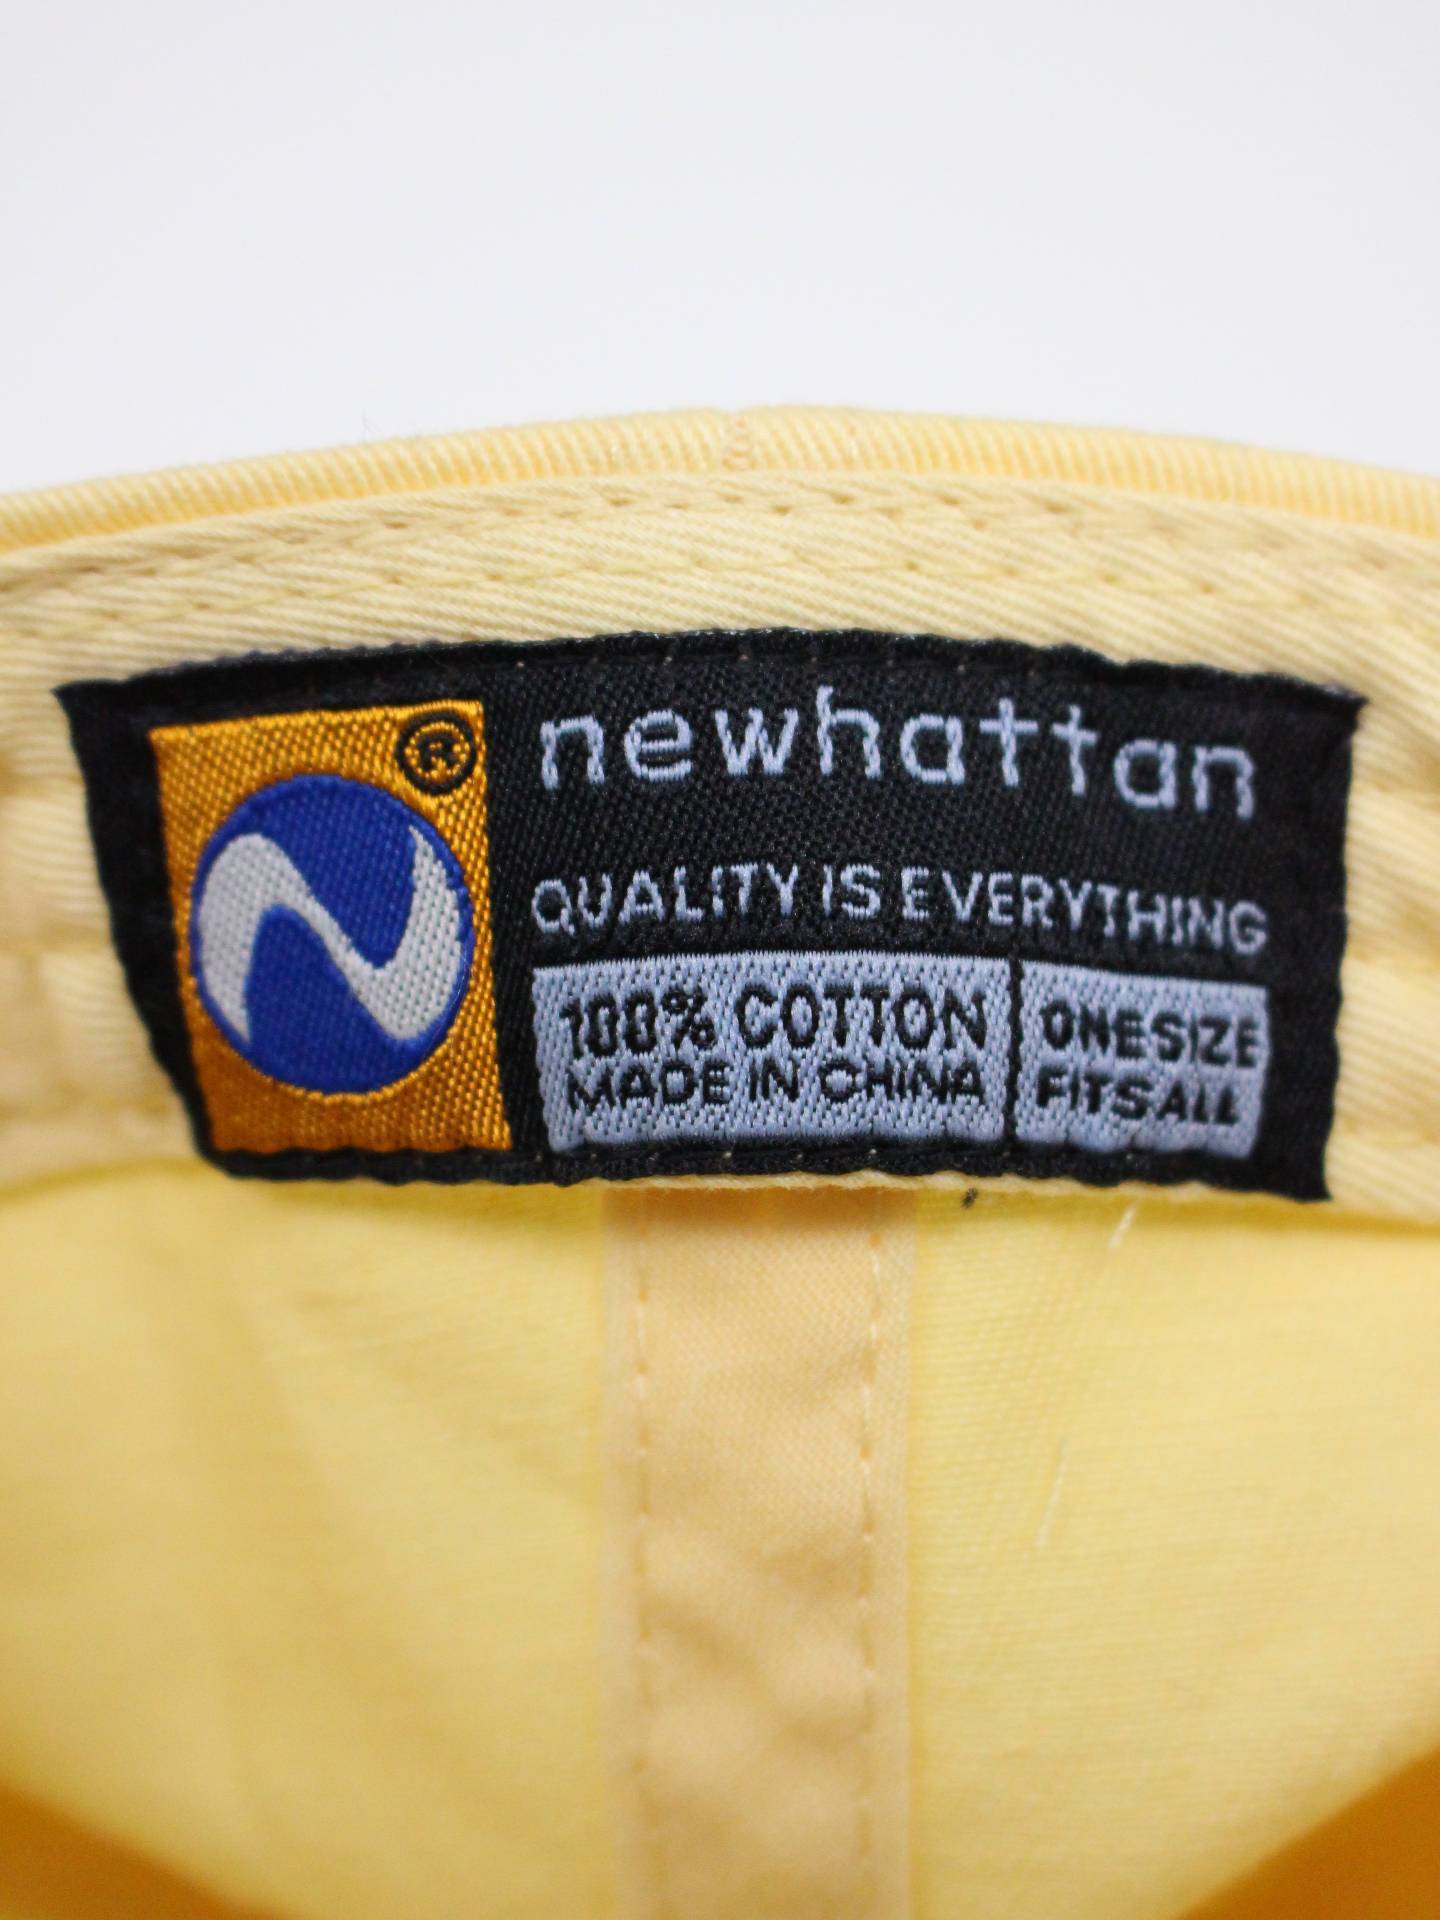 ®
newhattan
QUALITY IS EVERYTHING
100% COTTON
MADE IN CHINA
ONE SIZE
FITS ALL